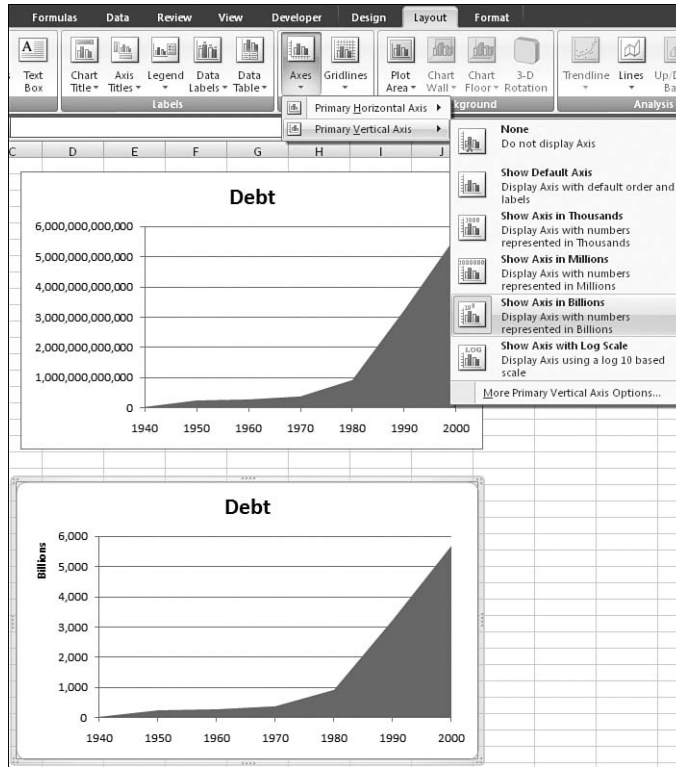 Formulas Data Review View Developer Design Layout Format
A
Text Box
Chart Title
Axis Titles
Legend
Data Labels
Data Table
Axes
Gridlines
Plot Area
Chart Wall
Chart Floor
3-D Rotation
Trendline
Lines
Labels
Analysis
Primary Horizontal Axis
Primary Vertical Axis
C D E F G H I J
None
Do not display Axis
Show Default Axis
Display Axis with default order and
labels
Show Axis in Thousands
Display Axis with numbers
represented in Thousands
Show Axis in Millions
Display Axis with numbers
represented in Millions
Show Axis in Billions
Display Axis with numbers
represented in Billions
LOG
Show Axis with Log Scale
Display Axis using a log 10 based
scale
More Primary Vertical Axis Options...
Debt
6,000,000,000,000
5,000,000,000,000
4,000,000,000,000
3,000,000,000,000
2,000,000,000,000
1,000,000,000,000
0
1940 1950 1960 1970 1980 1990 2000
Debt
Billions
6,000
5,000
4,000
3,000
2,000
1,000
0
1940 1950 1960 1970 1980 1990 2000